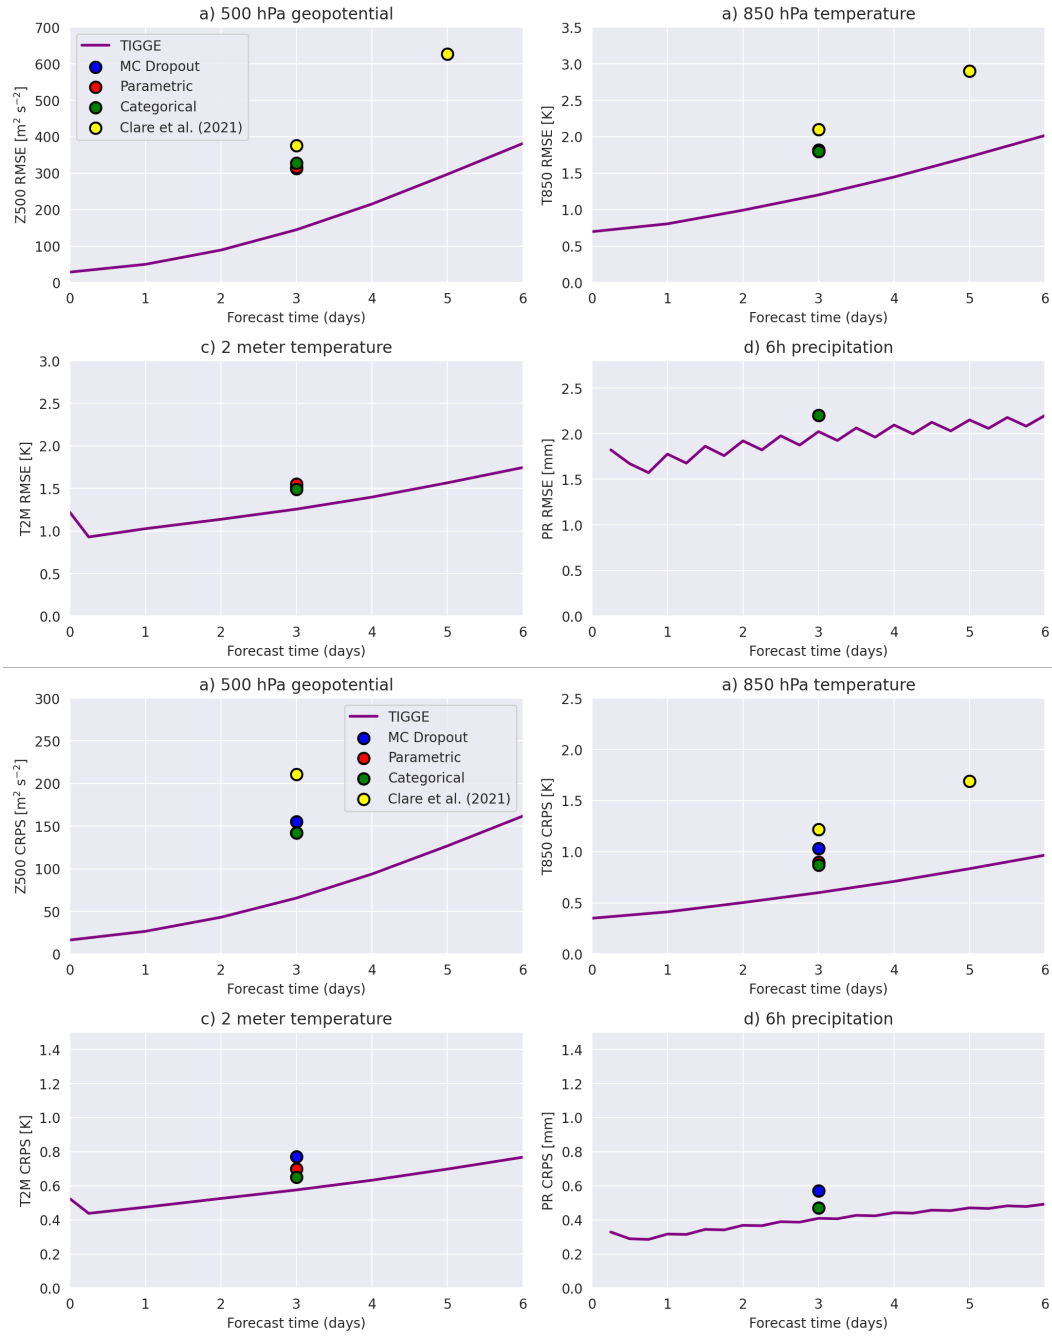 a) 500 hPa geopotential
700
600
500
400
300
200
100
0
Z500 RMSE [m² s⁻²]
TIGGE
MC Dropout
Parametric
Categorical
Clare et al. (2021)
0 1 2 3 4 5 6
Forecast time (days)
a) 850 hPa temperature
3.5
3.0
2.5
2.0
1.5
1.0
0.5
0.0
T850 RMSE [K]
0 1 2 3 4 5 6
Forecast time (days)
c) 2 meter temperature
3.0
2.5
2.0
1.5
1.0
0.5
0.0
T2M RMSE [K]
0 1 2 3 4 5 6
Forecast time (days)
d) 6h precipitation
2.5
2.0
1.5
1.0
0.5
0.0
PR RMSE [mm]
0 1 2 3 4 5 6
Forecast time (days)
a) 500 hPa geopotential
300
250
200
150
100
50
0
Z500 CRPS [m² s⁻²]
TIGGE
MC Dropout
Parametric
Categorical
Clare et al. (2021)
0 1 2 3 4 5 6
Forecast time (days)
a) 850 hPa temperature
2.5
2.0
1.5
1.0
0.5
0.0
T850 CRPS [K]
0 1 2 3 4 5 6
Forecast time (days)
c) 2 meter temperature
1.4
1.2
1.0
0.8
0.6
0.4
0.2
0.0
T2M CRPS [K]
0 1 2 3 4 5 6
Forecast time (days)
d) 6h precipitation
1.4
1.2
1.0
0.8
0.6
0.4
0.2
0.0
PR CRPS [mm]
0 1 2 3 4 5 6
Forecast time (days)